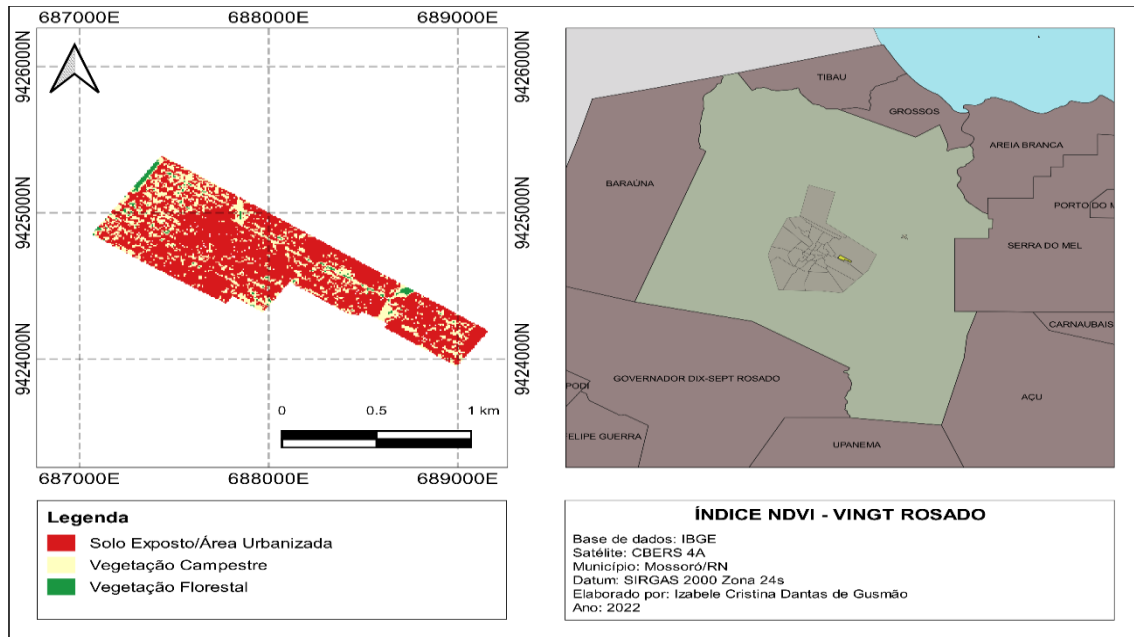 687000E 688000E 689000E
9426000N 9426000N
9425000N 9425000N
9424000N 9424000N
0 0.5 1 km
687000E 688000E 689000E
TIBAU
GROSSOS
AREIA BRANCA
BARAÚNA
PORTO DO M
SERRA DO MEL
CARNAUBAIS
GOVERNADOR DIX-SEPT ROSADO
PODI
AÇU
FELIPE GUERRA
UPANEMA
Legenda
Solo Exposto/Área Urbanizada
Vegetação Campestre
Vegetação Florestal
ÍNDICE NDVI - VINGT ROSADO
Base de dados: IBGE
Satélite: CBERS 4A
Município: Mossoró/RN
Datum: SIRGAS 2000 Zona 24s
Elaborado por: Izabele Cristina Dantas de Gusmão
Ano: 2022